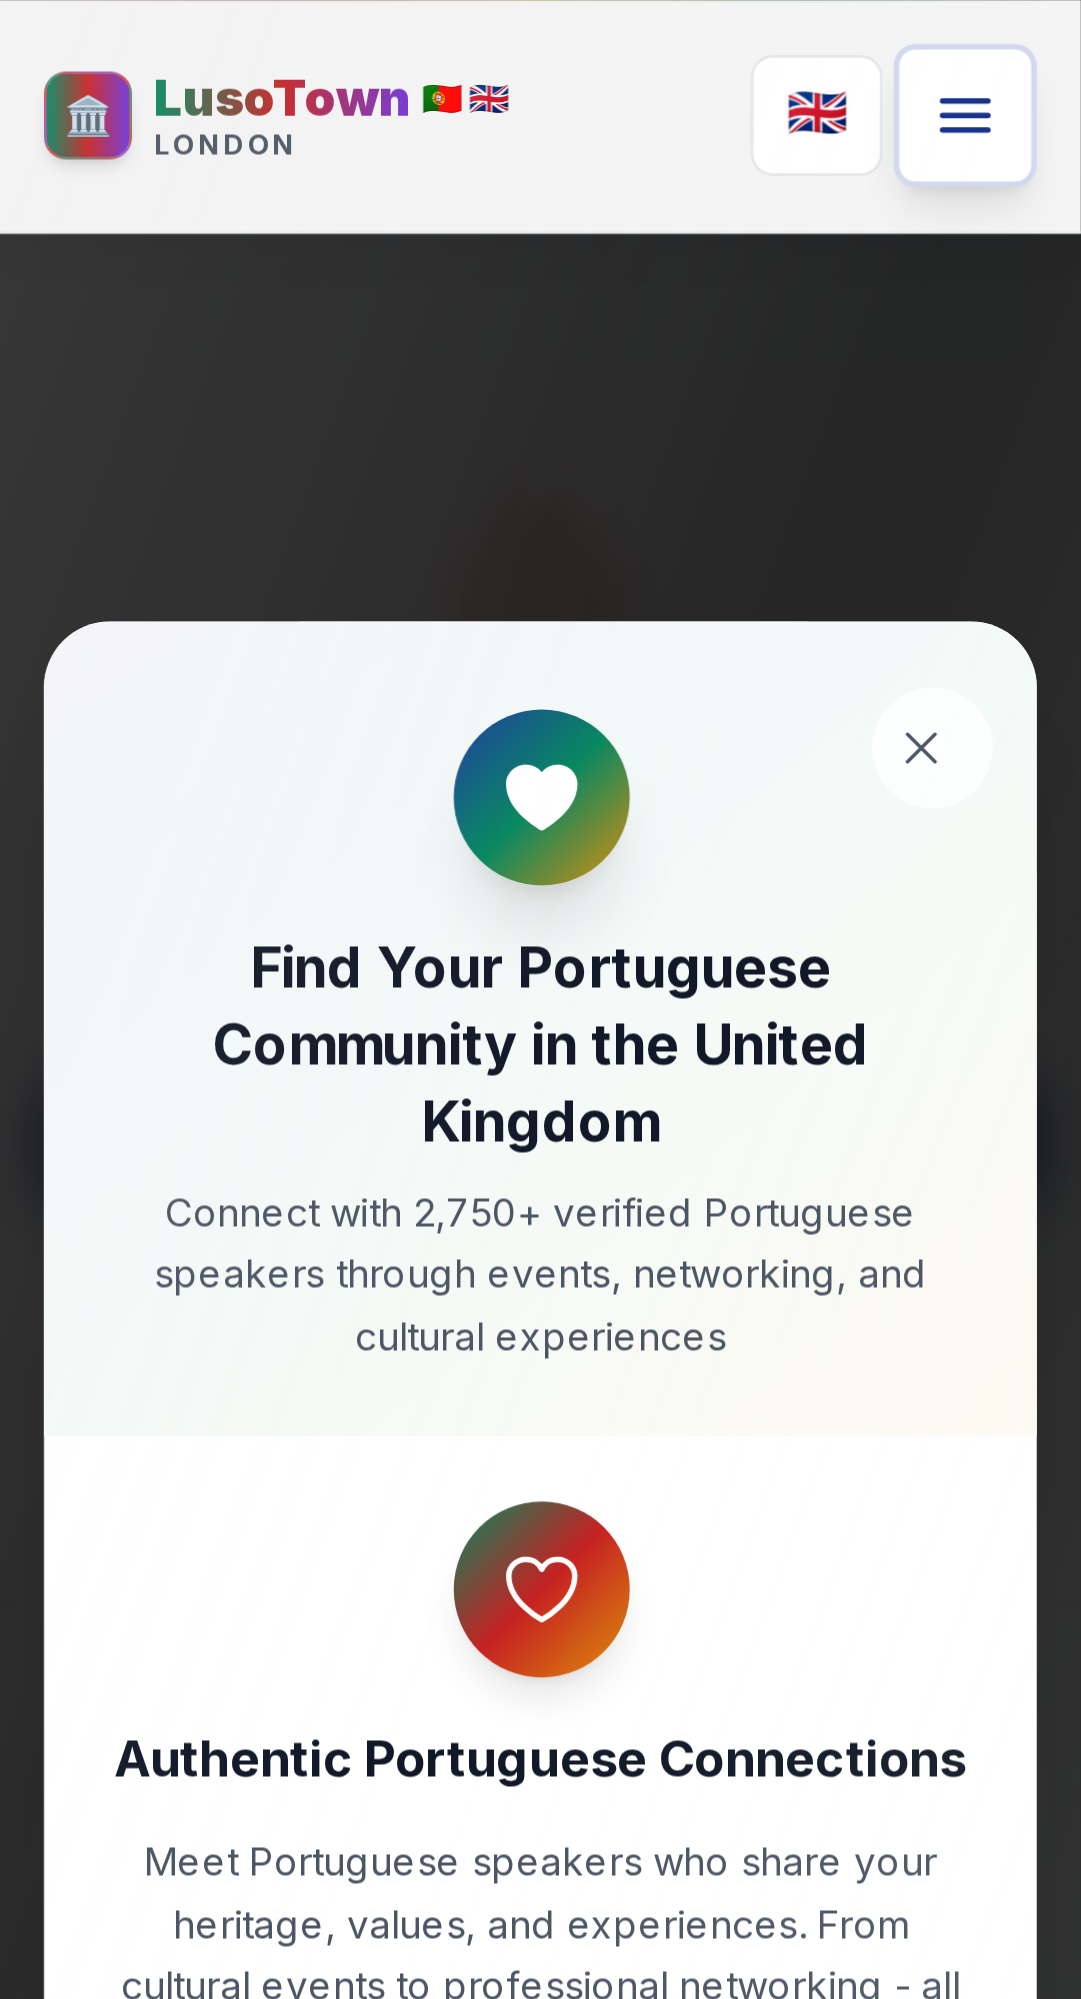 LusoTown
LONDON
Find Your Portuguese
Community in the United
Kingdom
Connect with 2,750+ verified Portuguese
speakers through events, networking, and
cultural experiences
Authentic Portuguese Connections
Meet Portuguese speakers who share your
heritage, values, and experiences. From
cultural events to professional networking - all